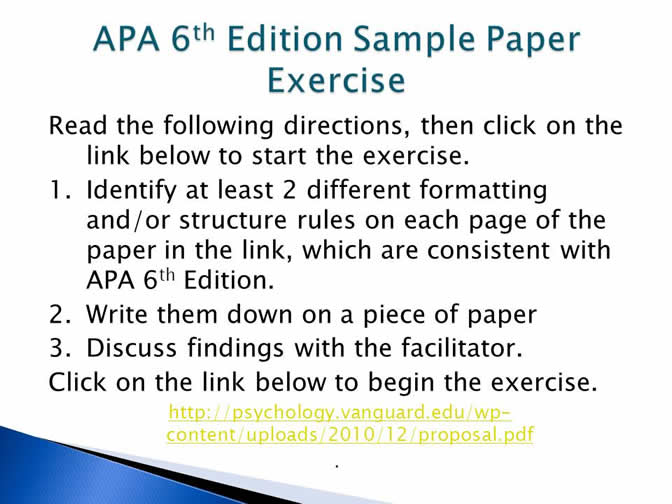 APA 6th Edition Sample Paper
Exercise
Read the following directions, then click on the
link below to start the exercise.
1. Identify at least 2 different formatting
and/or structure rules on each page of the
paper in the link, which are consistent with
APA 6th Edition.
2. Write them down on a piece of paper
3. Discuss findings with the facilitator.
Click on the link below to begin the exercise.
http://psychology.vanguard.edu/wp-
content/uploads/2010/12/proposal.pdf
.